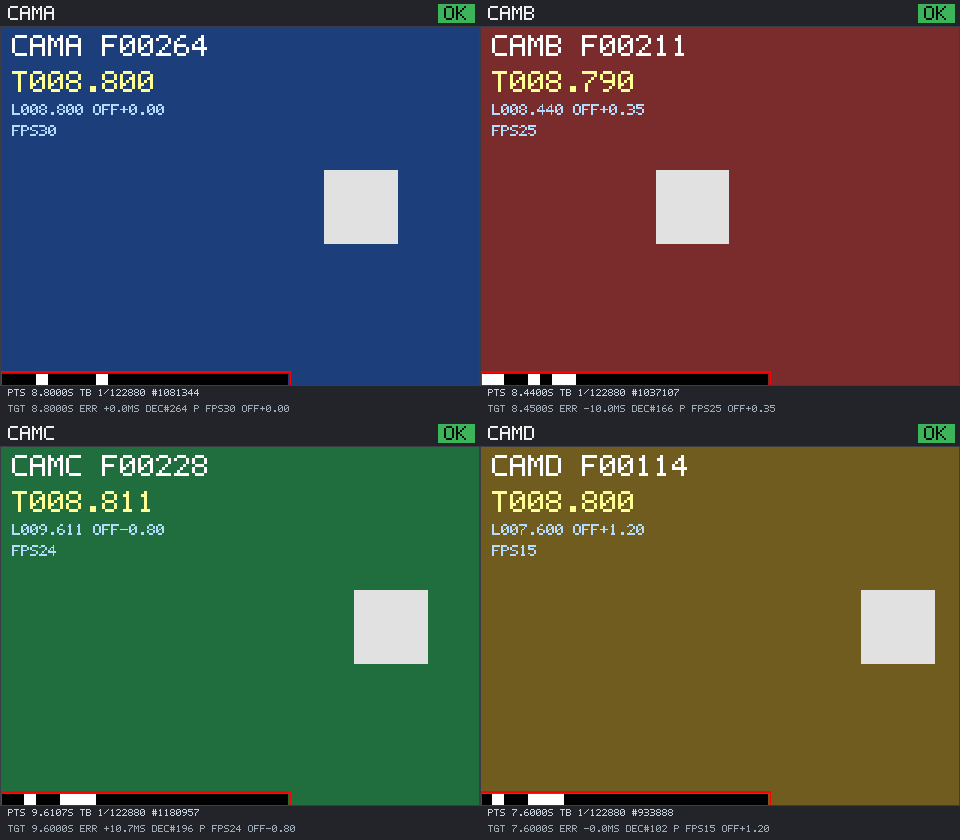 CAMA OK
CAMA F00264
T008.800
L008.800 OFF+0.00
FPS30
PTS 8.8000S TB 1/122880 #1081344
TGT 8.8000S ERR +0.0MS DEC#264 P FPS30 OFF+0.00
CAMB OK
CAMB F00211
T008.790
L008.440 OFF+0.35
FPS25
PTS 8.4400S TB 1/122880 #1037107
TGT 8.4500S ERR -10.0MS DEC#166 P FPS25 OFF+0.35
CAMC OK
CAMC F00228
T008.811
L009.611 OFF-0.80
FPS24
PTS 9.6107S TB 1/122880 #1180957
TGT 9.6000S ERR +10.7MS DEC#196 P FPS24 OFF-0.80
CAMD OK
CAMD F00114
T008.800
L007.600 OFF+1.20
FPS15
PTS 7.6000S TB 1/122880 #933888
TGT 7.6000S ERR -0.0MS DEC#102 P FPS15 OFF+1.20